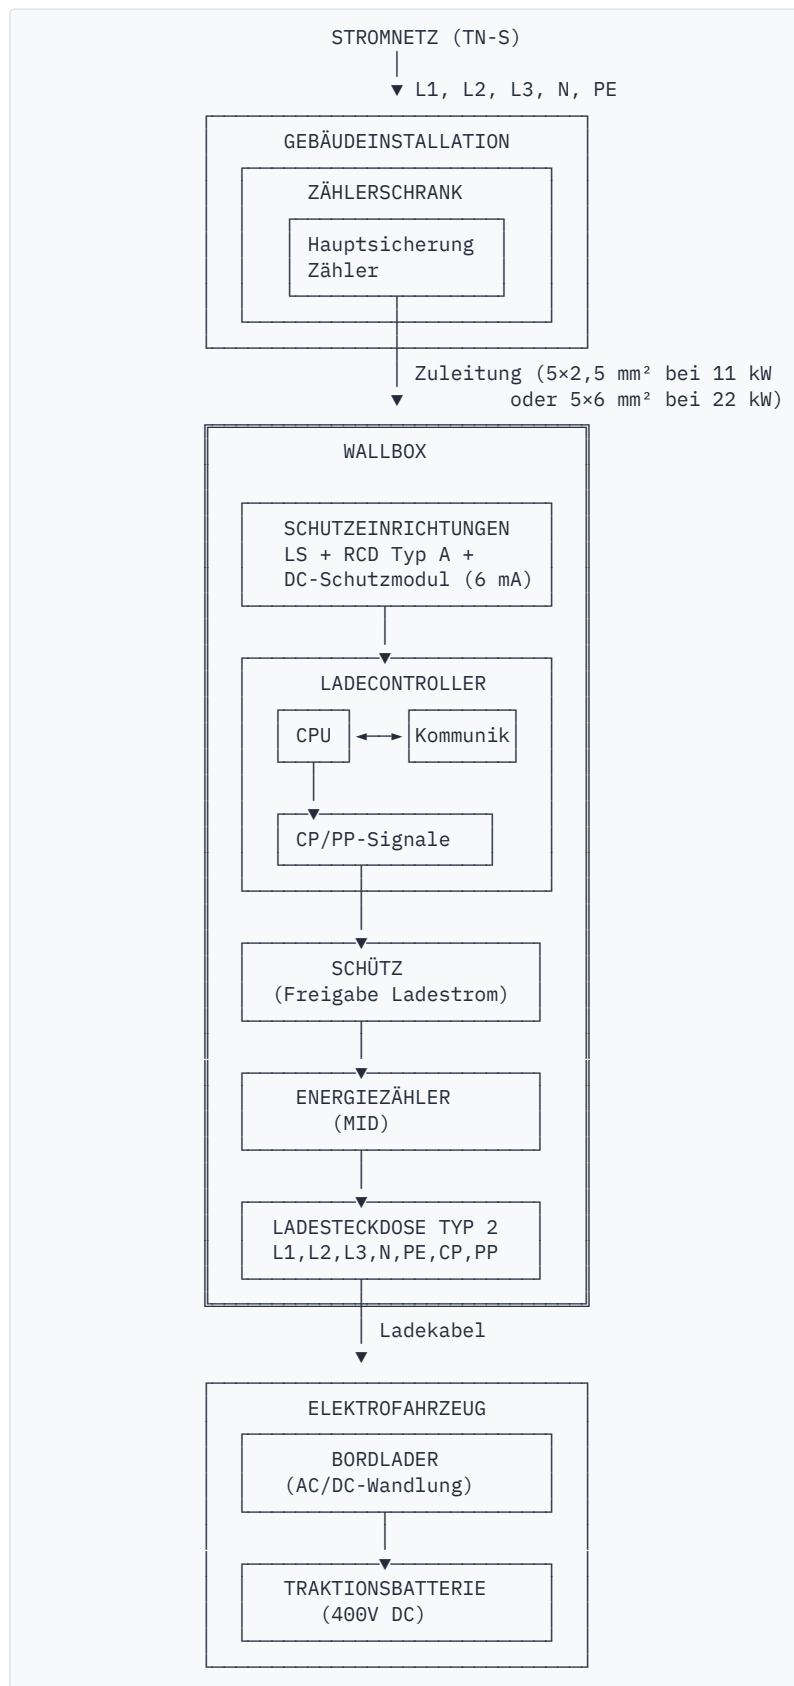 STROMNETZ (TN-S)
L1, L2, L3, N, PE
GEBÄUDEINSTALLATION
ZÄHLERSCHRANK
Hauptsicherung
Zähler
Zuleitung (5×2,5 mm² bei 11 kW
oder 5×6 mm² bei 22 kW)
WALLBOX
SCHUTZEINRICHTUNGEN
LS + RCD Typ A +
DC-Schutzmodul (6 mA)
LADECONTROLLER
CPU Kommunik
CP/PP-Signale
SCHÜTZ
(Freigabe Ladestrom)
ENERGIEZÄHLER
(MID)
LADESTECKDOSE TYP 2
L1,L2,L3,N,PE,CP,PP
Ladekabel
ELEKTROFAHRZEUG
BORDLADER
(AC/DC-Wandlung)
TRAKTIONSBATTERIE
(400V DC)